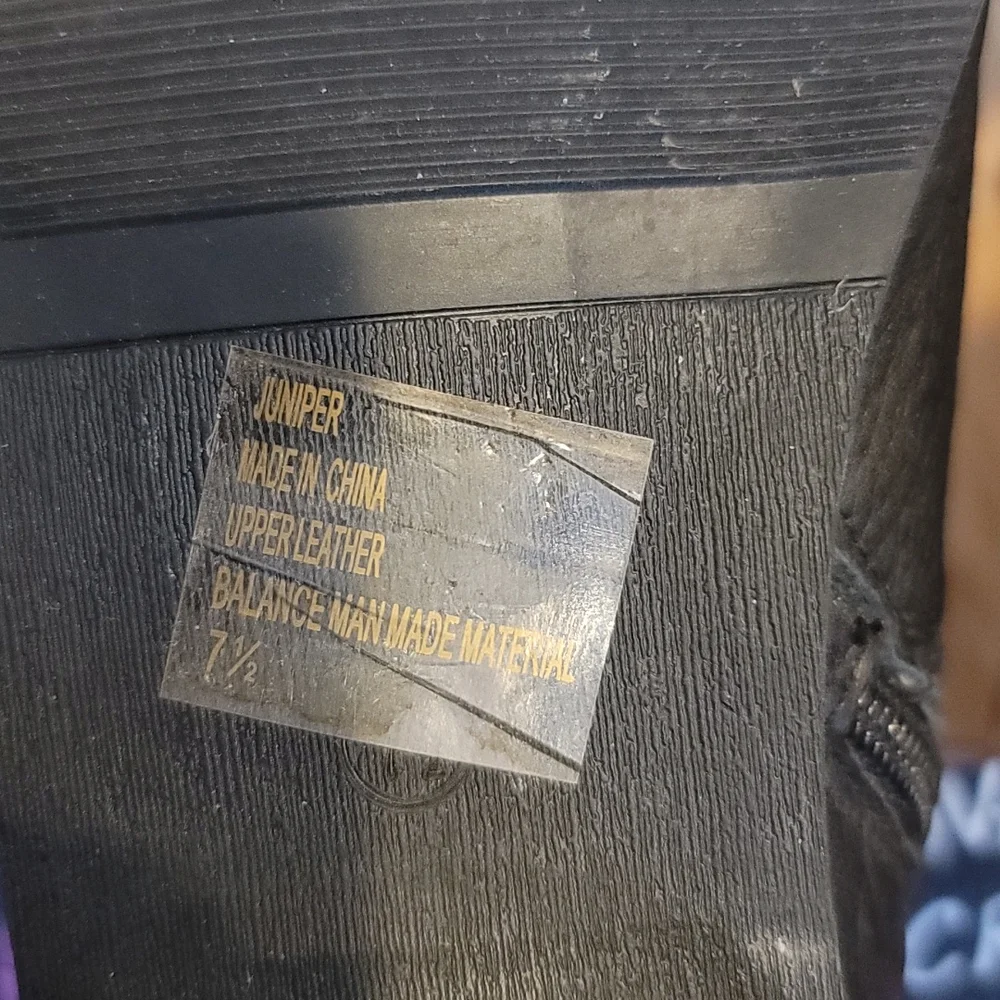 JUNIPER
MADE IN CHINA
UPPER LEATHER
BALANCE MAN MADE MATERIAL
7 1/2